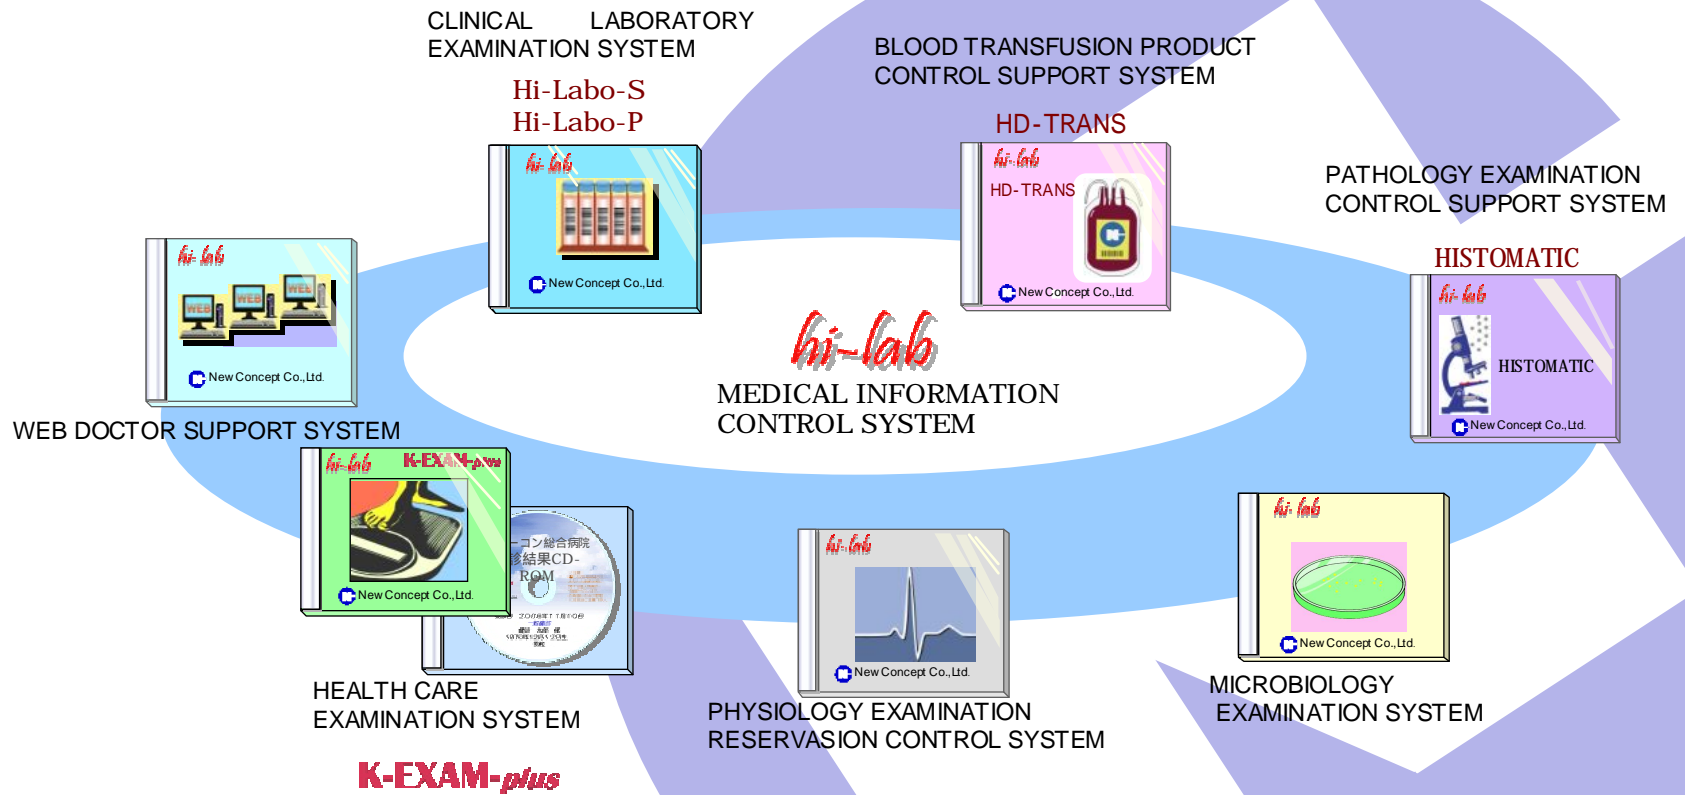 CLINICAL LABORATORY
EXAMINATION SYSTEM
Hi-Labo-S
Hi-Labo-P
hi-lab
New Concept Co.,Ltd.
BLOOD TRANSFUSION PRODUCT
CONTROL SUPPORT SYSTEM
HD-TRANS
hi-lab
HD-TRANS
New Concept Co.,Ltd.
PATHOLOGY EXAMINATION
CONTROL SUPPORT SYSTEM
HISTOMATIC
hi-lab
HISTOMATIC
New Concept Co.,Ltd.
hi-lab
WEB
WEB
WEB
New Concept Co.,Ltd.
WEB DOCTOR SUPPORT SYSTEM
hi-lab
MEDICAL INFORMATION
CONTROL SYSTEM
hi-lab K-EXAM-plus
New Concept Co.,Ltd.
ーコン総合病院
診結果CD-
ROM
HEALTH CARE
EXAMINATION SYSTEM
K-EXAM-plus
hi-lab
New Concept Co.,Ltd.
PHYSIOLOGY EXAMINATION
RESERVASION CONTROL SYSTEM
hi-lab
New Concept Co.,Ltd.
MICROBIOLOGY
EXAMINATION SYSTEM